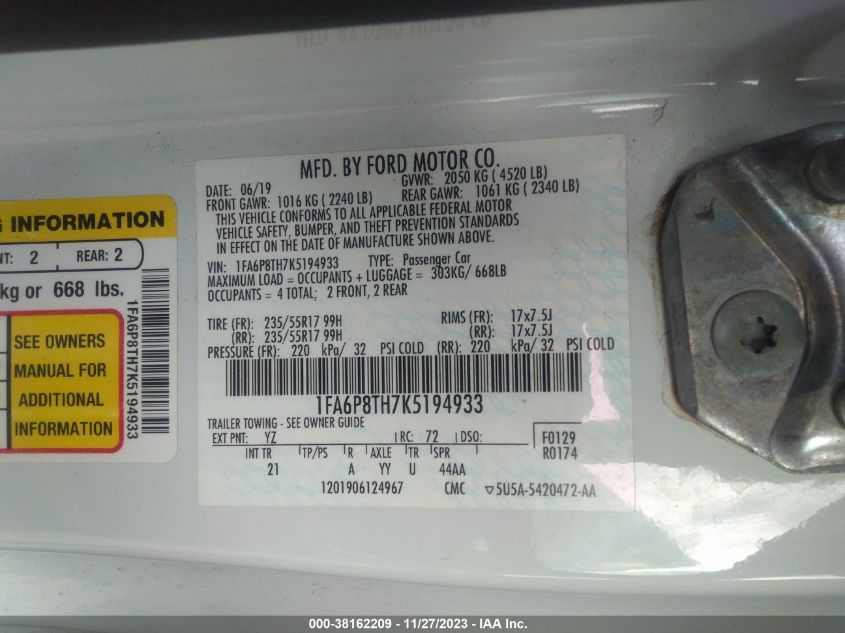 MFD. BY FORD MOTOR CO.
DATE: 06/19 GVWR: 2050 KG ( 4520 LB)
FRONT GAWR: 1016 KG ( 2240 LB) REAR GAWR: 1061 KG ( 2340 LB)
THIS VEHICLE CONFORMS TO ALL APPLICABLE FEDERAL MOTOR
VEHICLE SAFETY, BUMPER, AND THEFT PREVENTION STANDARDS
IN EFFECT ON THE DATE OF MANUFACTURE SHOWN ABOVE.
VIN: 1FA6P8TH7K5194933 TYPE: Passenger Car
MAXIMUM LOAD = OCCUPANTS + LUGGAGE = 303KG/ 668LB
OCCUPANTS = 4 TOTAL; 2 FRONT, 2 REAR
TIRE (FR): 235/55R17 99H RIMS (FR): 17x7.5J
(RR): 235/55R17 99H (RR): 17x7.5J
PRESSURE (FR): 220 kPa/ 32 PSI COLD (RR): 220 kPa/ 32 PSI COLD
1FA6P8TH7K5194933
TRAILER TOWING - SEE OWNER GUIDE
EXT PNT: YZ RC: 72 DSO: F0129
INT TR TP/PS R AXLE TR SPR R0174
21 A YY U 44AA
1201906124967 CMC ▽5U5A-5420472-AA
G INFORMATION
NT: 2 REAR: 2
kg or 668 lbs.
SEE OWNERS
MANUAL FOR
ADDITIONAL
INFORMATION
1FA6P8TH7K5194933
000-38162209 - 11/27/2023 - IAA Inc.